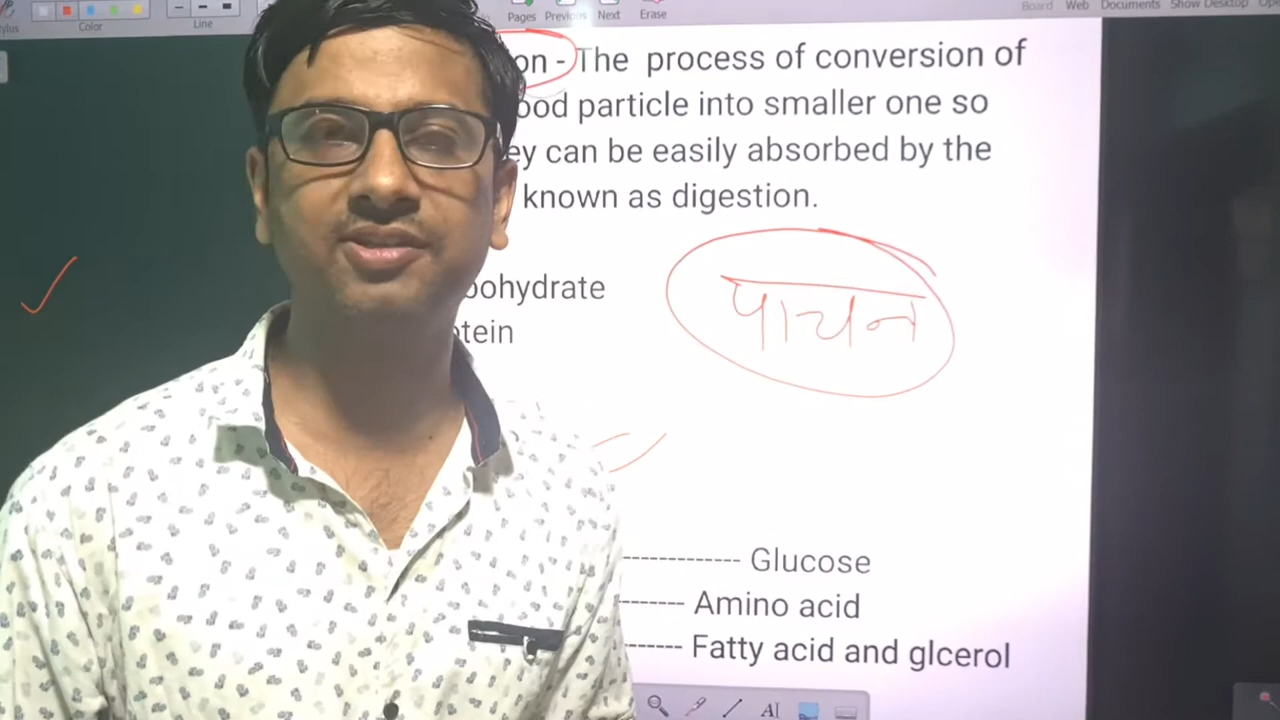 Color
Line
Pages Previous Next Erase
Board Web Documents Show Desktop
on - The process of conversion of
ood particle into smaller one so
ey can be easily absorbed by the
known as digestion.
पाचन
bohydrate
tein
Glucose
Amino acid
Fatty acid and glcerol
AI